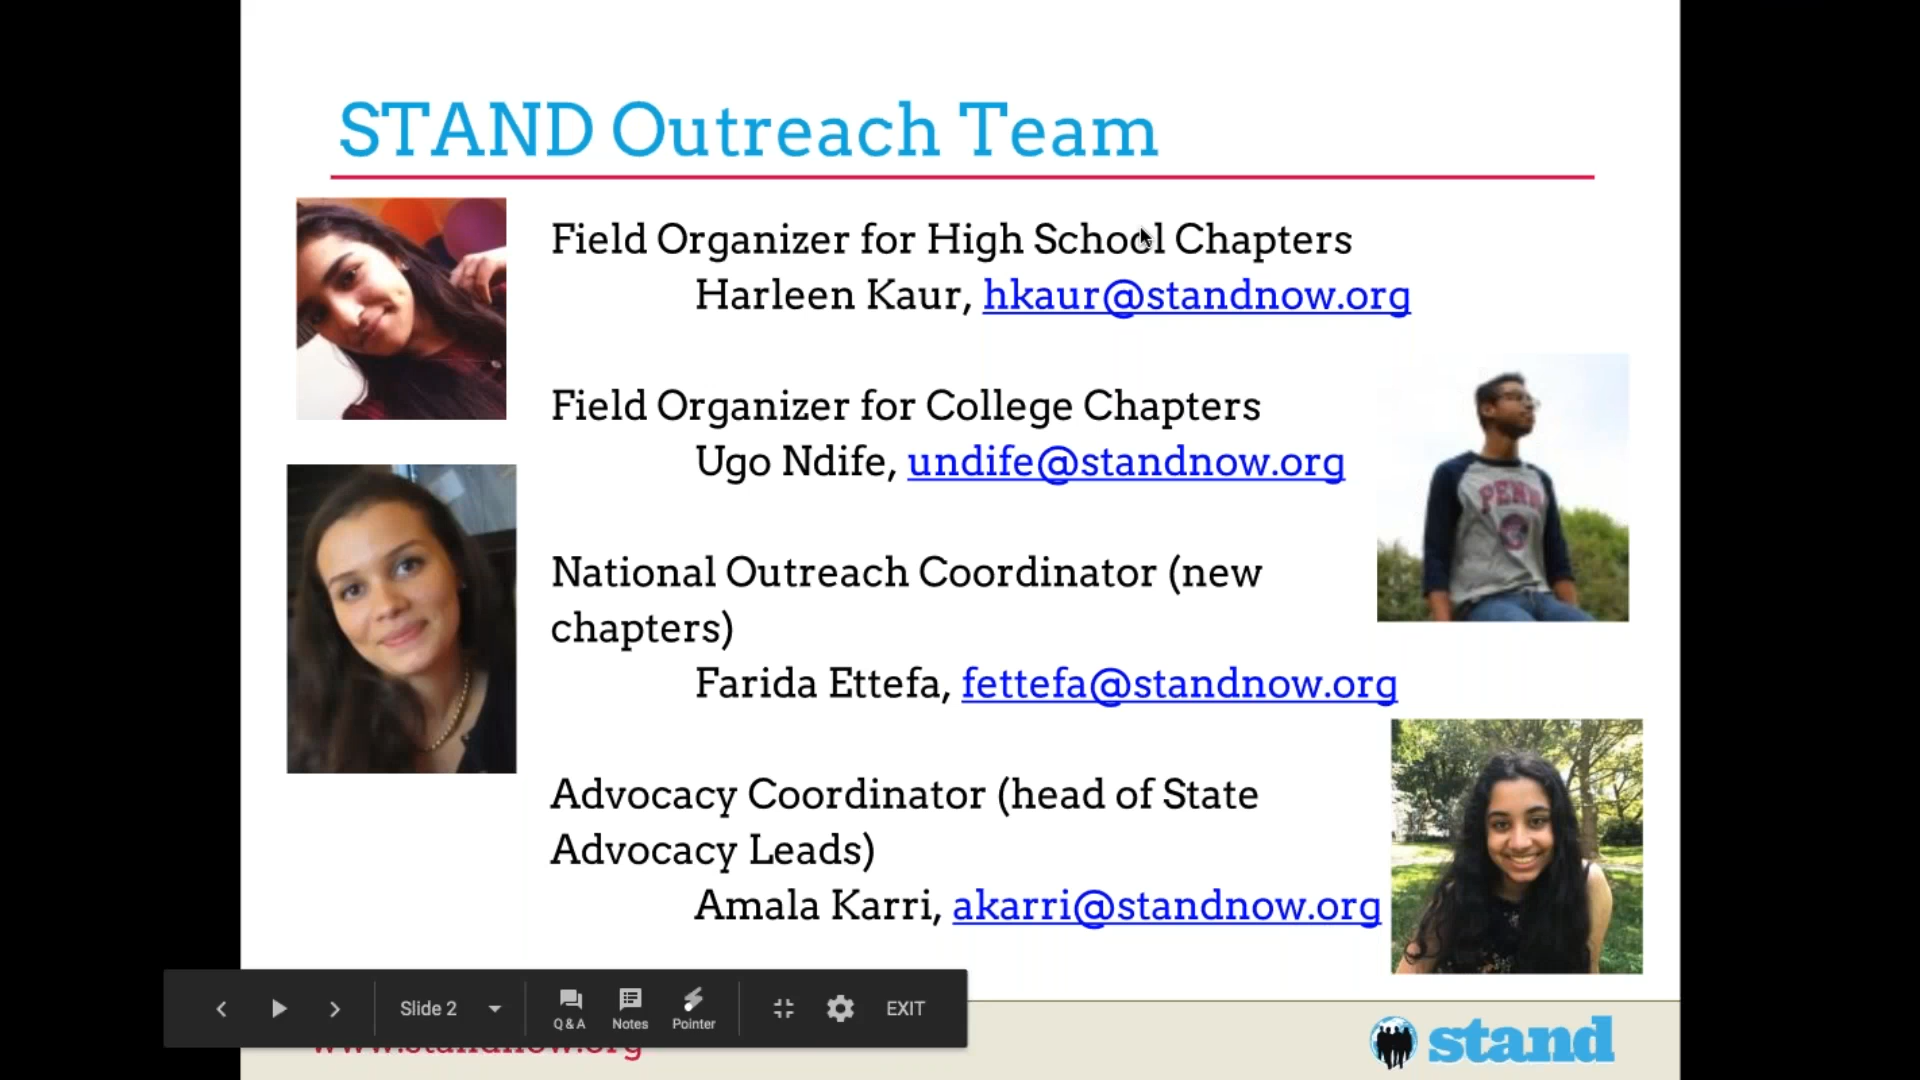 STAND Outreach Team
Field Organizer for High School Chapters
Harleen Kaur, hkaur@standnow.org
Field Organizer for College Chapters
Ugo Ndife, undife@standnow.org
PENN
National Outreach Coordinator (new
chapters)
Farida Ettefa, fettefa@standnow.org
Advocacy Coordinator (head of State
Advocacy Leads)
Amala Karri, akarri@standnow.org
Slide 2
Q & A
Notes
Pointer
EXIT
www.standnow.org
stand